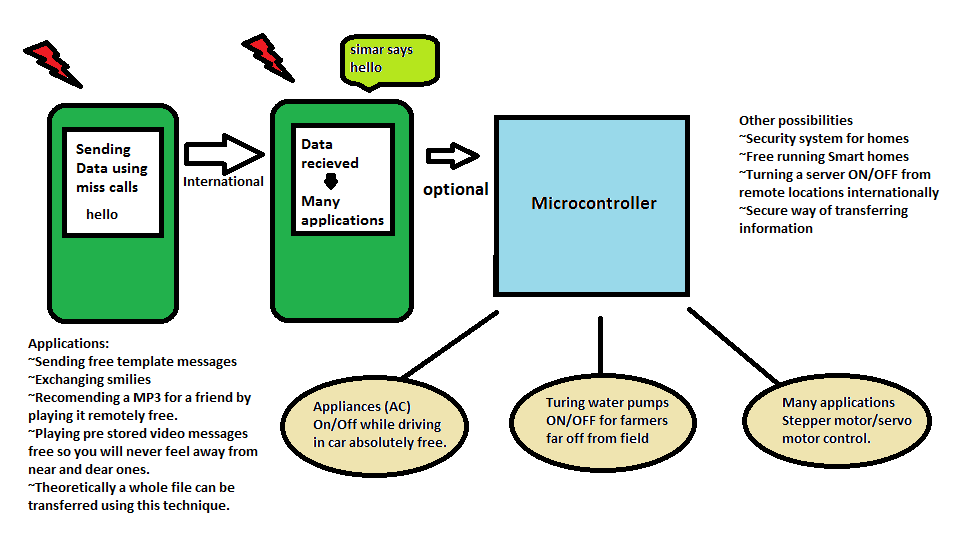 simar says
hello
Sending
Data using
miss calls
hello
International
Data
recieved
Many
applications
optional
Microcontroller
Other possibilities
~Security system for homes
~Free running Smart homes
~Turning a server ON/OFF from
remote locations internationally
~Secure way of transferring
information
Applications:
~Sending free template messages
~Exchanging smilies
~Recomending a MP3 for a friend by
playing it remotely free.
~Playing pre stored video messages
free so you will never feel away from
near and dear ones.
~Theoretically a whole file can be
transferred using this technique.
Appliances (AC)
On/Off while driving
in car absolutely free.
Turing water pumps
ON/OFF for farmers
far off from field
Many applications
Stepper motor/servo
motor control.